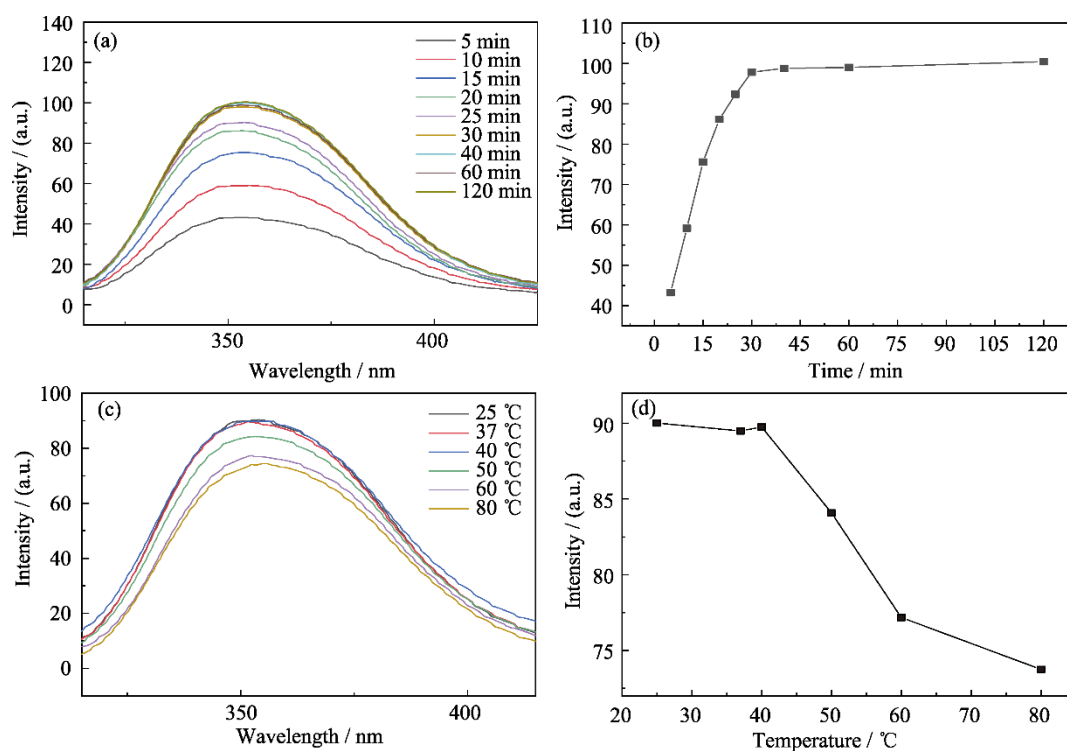 (a)
140
120
100
80
60
40
20
0
Intensity / (a.u.)
5 min
10 min
15 min
20 min
25 min
30 min
40 min
60 min
120 min
350
400
Wavelength / nm
(b)
110
100
90
80
70
60
50
40
Intensity / (a.u.)
0 15 30 45 60 75 90 105 120
Time / min
(c)
100
80
60
40
20
0
Intensity / (a.u.)
25 ℃
37 ℃
40 ℃
50 ℃
60 ℃
80 ℃
350
400
Wavelength / nm
(d)
90
85
80
75
Intensity / (a.u.)
20 30 40 50 60 70 80
Temperature / ℃